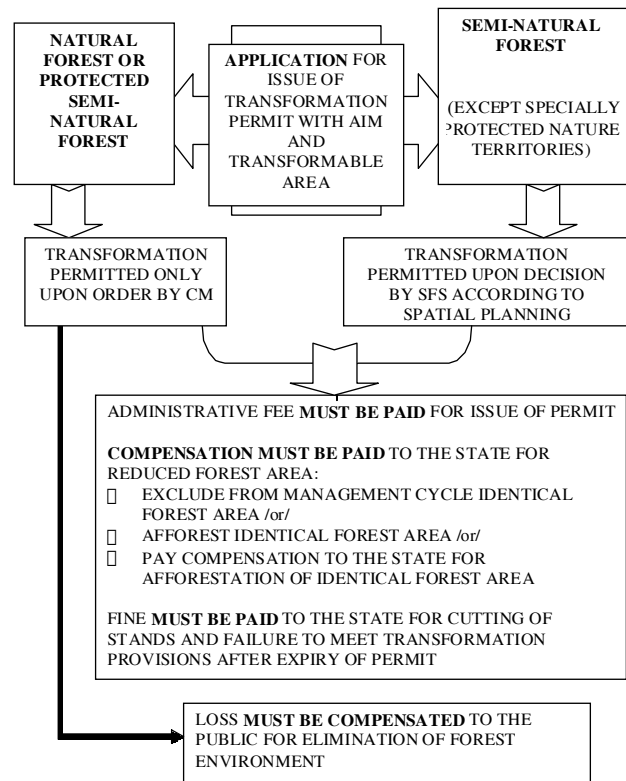 NATURAL
FOREST OR
PROTECTED
SEMI-
NATURAL
FOREST
APPLICATION FOR
ISSUE OF
TRANSFORMATION
PERMIT WITH AIM
AND
TRANSFORMABLE
AREA
SEMI-NATURAL
FOREST
(EXCEPT SPECIALLY
PROTECTED NATURE
TERRITORIES)
TRANSFORMATION
PERMITTED ONLY
UPON ORDER BY CM
TRANSFORMATION
PERMITTED UPON DECISION
BY SFS ACCORDING TO
SPATIAL PLANNING
ADMINISTRATIVE FEE MUST BE PAID FOR ISSUE OF PERMIT
COMPENSATION MUST BE PAID TO THE STATE FOR
REDUCED FOREST AREA:
EXCLUDE FROM MANAGEMENT CYCLE IDENTICAL
FOREST AREA /or/
AFFOREST IDENTICAL FOREST AREA /or/
PAY COMPENSATION TO THE STATE FOR
AFFORESTATION OF IDENTICAL FOREST AREA
FINE MUST BE PAID TO THE STATE FOR CUTTING OF
STANDS AND FAILURE TO MEET TRANSFORMATION
PROVISIONS AFTER EXPIRY OF PERMIT
LOSS MUST BE COMPENSATED TO THE
PUBLIC FOR ELIMINATION OF FOREST
ENVIRONMENT